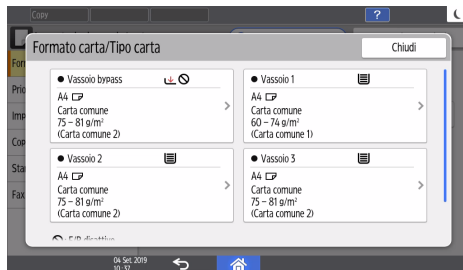 Copy
?
Formato carta/Tipo carta
Chiudi
Vassoio bypass
A4
Carta comune
75 – 81 g/m²
(Carta comune 2)
Vassoio 1
A4
Carta comune
60 – 74 g/m²
(Carta comune 1)
Vassoio 2
A4
Carta comune
75 – 81 g/m²
(Carta comune 2)
Vassoio 3
A4
Carta comune
75 – 81 g/m²
(Carta comune 2)
Fax
04 Set. 2019
10:37